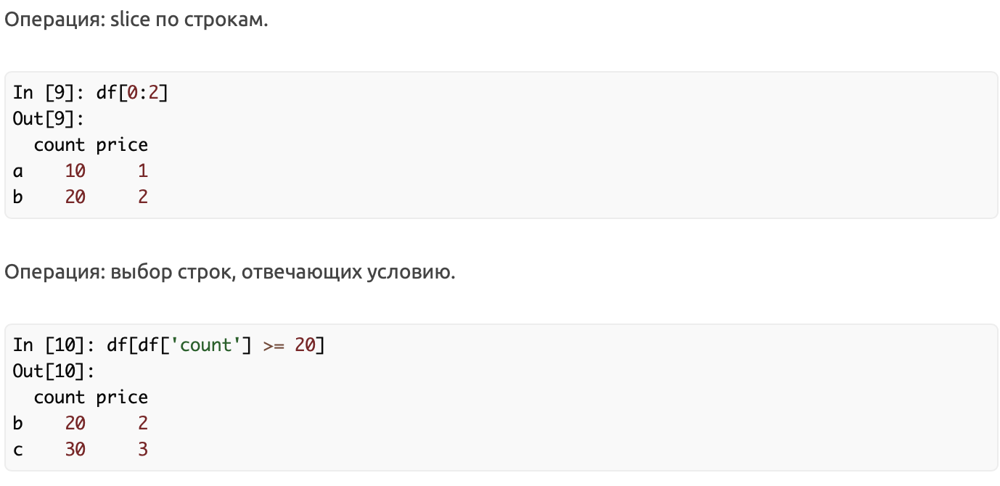 Операция: slice по строкам.
In [9]: df[0:2]
Out[9]:
  count price
a    10     1
b    20     2
Операция: выбор строк, отвечающих условию.
In [10]: df[df['count'] >= 20]
Out[10]:
  count price
b    20     2
c    30     3